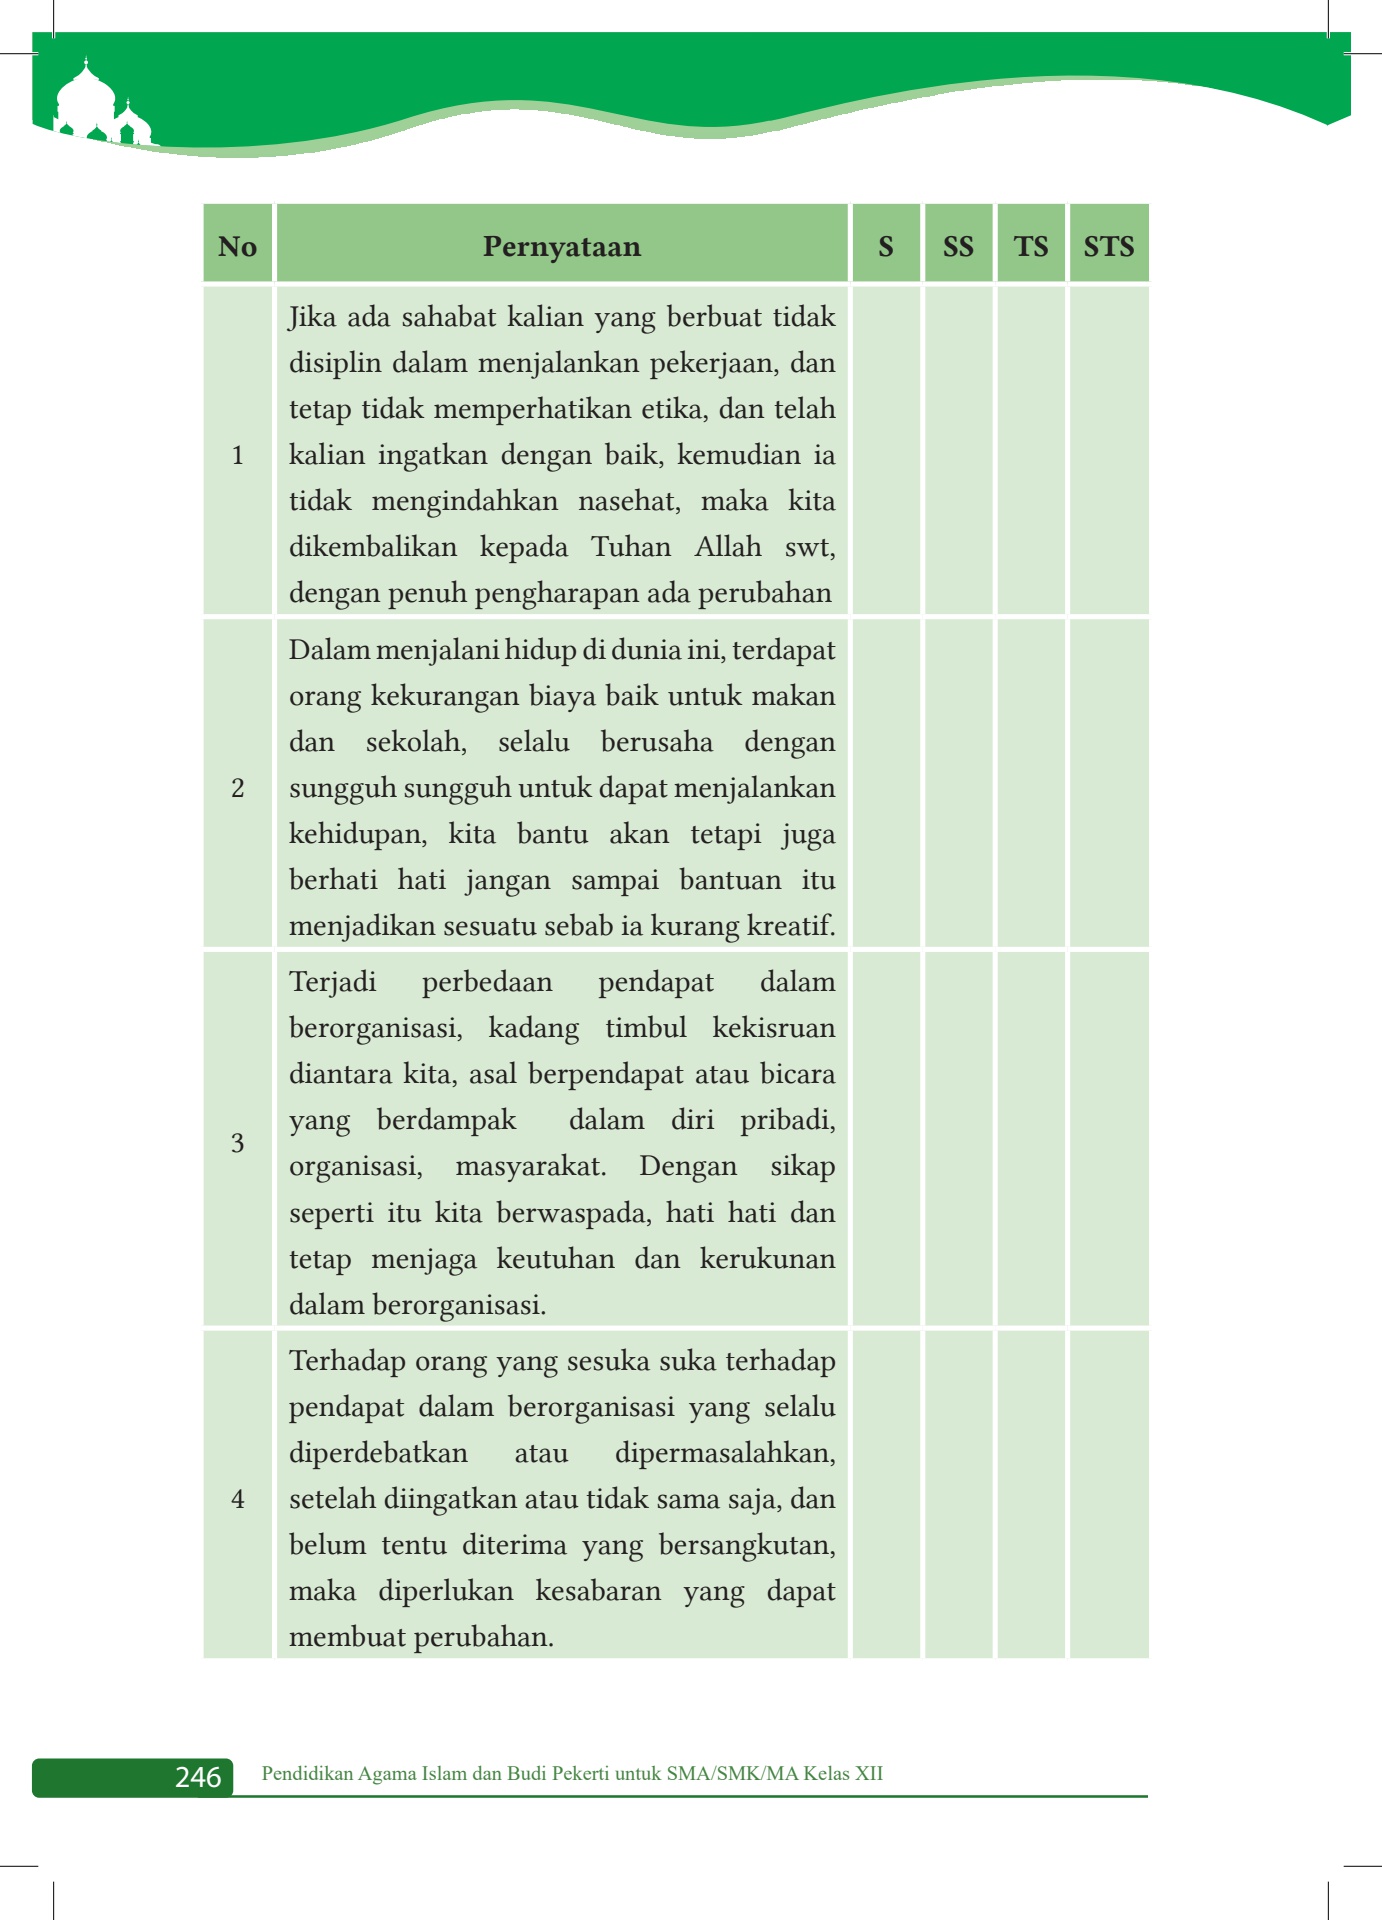 No Pernyataan S SS TS STS
Jika ada sahabat kalian yang berbuat tidak
disiplin dalam menjalankan pekerjaan, dan
tetap tidak memperhatikan etika, dan telah
1 kalian ingatkan dengan baik, kemudian ia
tidak mengindahkan nasehat, maka kita
dikembalikan kepada Tuhan Allah swt,
dengan penuh pengharapan ada perubahan
Dalam menjalani hidup di dunia ini, terdapat
orang kekurangan biaya baik untuk makan
dan sekolah, selalu berusaha dengan
2 sungguh sungguh untuk dapat menjalankan
kehidupan, kita bantu akan tetapi juga
berhati hati jangan sampai bantuan itu
menjadikan sesuatu sebab ia kurang kreatif.
Terjadi perbedaan pendapat dalam
berorganisasi, kadang timbul kekisruan
diantara kita, asal berpendapat atau bicara
yang berdampak dalam diri pribadi,
3
organisasi, masyarakat. Dengan sikap
seperti itu kita berwaspada, hati hati dan
tetap menjaga keutuhan dan kerukunan
dalam berorganisasi.
Terhadap orang yang sesuka suka terhadap
pendapat dalam berorganisasi yang selalu
diperdebatkan atau dipermasalahkan,
4 setelah diingatkan atau tidak sama saja, dan
belum tentu diterima yang bersangkutan,
maka diperlukan kesabaran yang dapat
membuat perubahan.
246 Pendidikan Agama Islam dan Budi Pekerti untuk SMA/SMK/MA Kelas XII